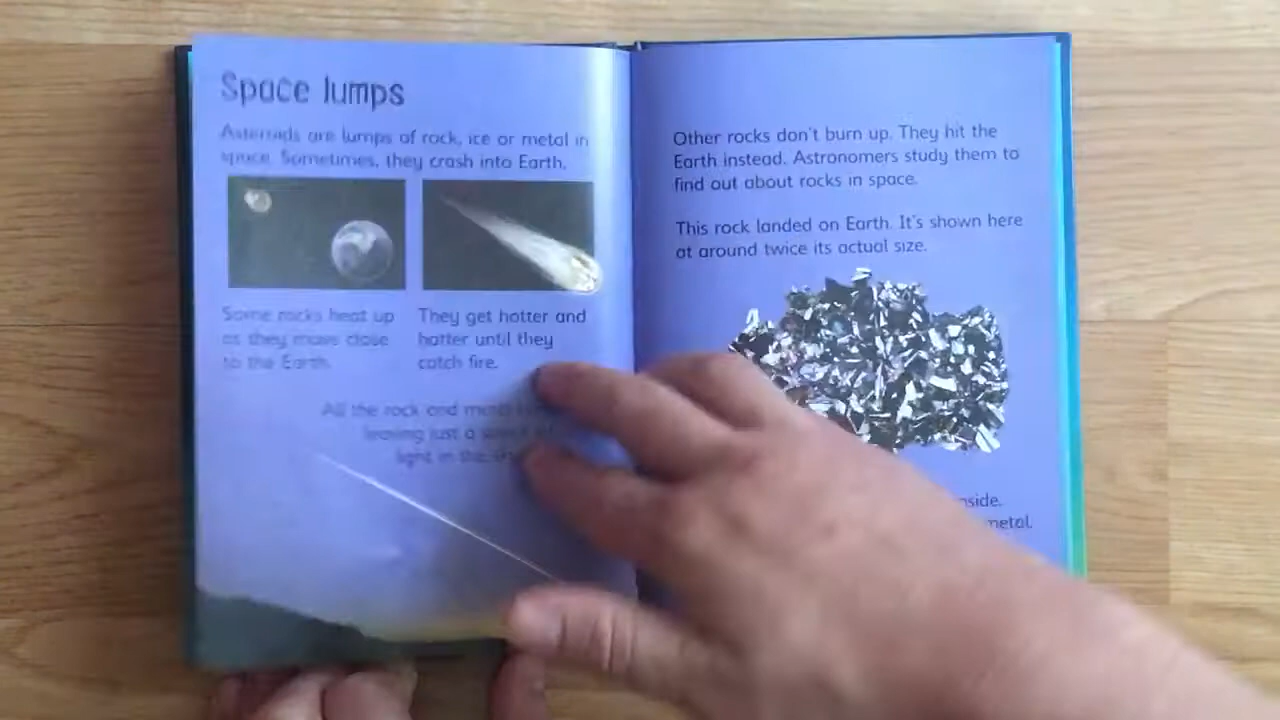 Space lumps
Asteroids are lumps of rock, ice or metal in
space. Sometimes, they crash into Earth.
Some rocks heat up
as they move close
to the Earth.
They get hotter and
hotter until they
catch fire.
All the rock and metal
leaving just a
light in the
Other rocks don't burn up. They hit the
Earth instead. Astronomers study them to
find out about rocks in space.
This rock landed on Earth. It's shown here
at around twice its actual size.
metal.